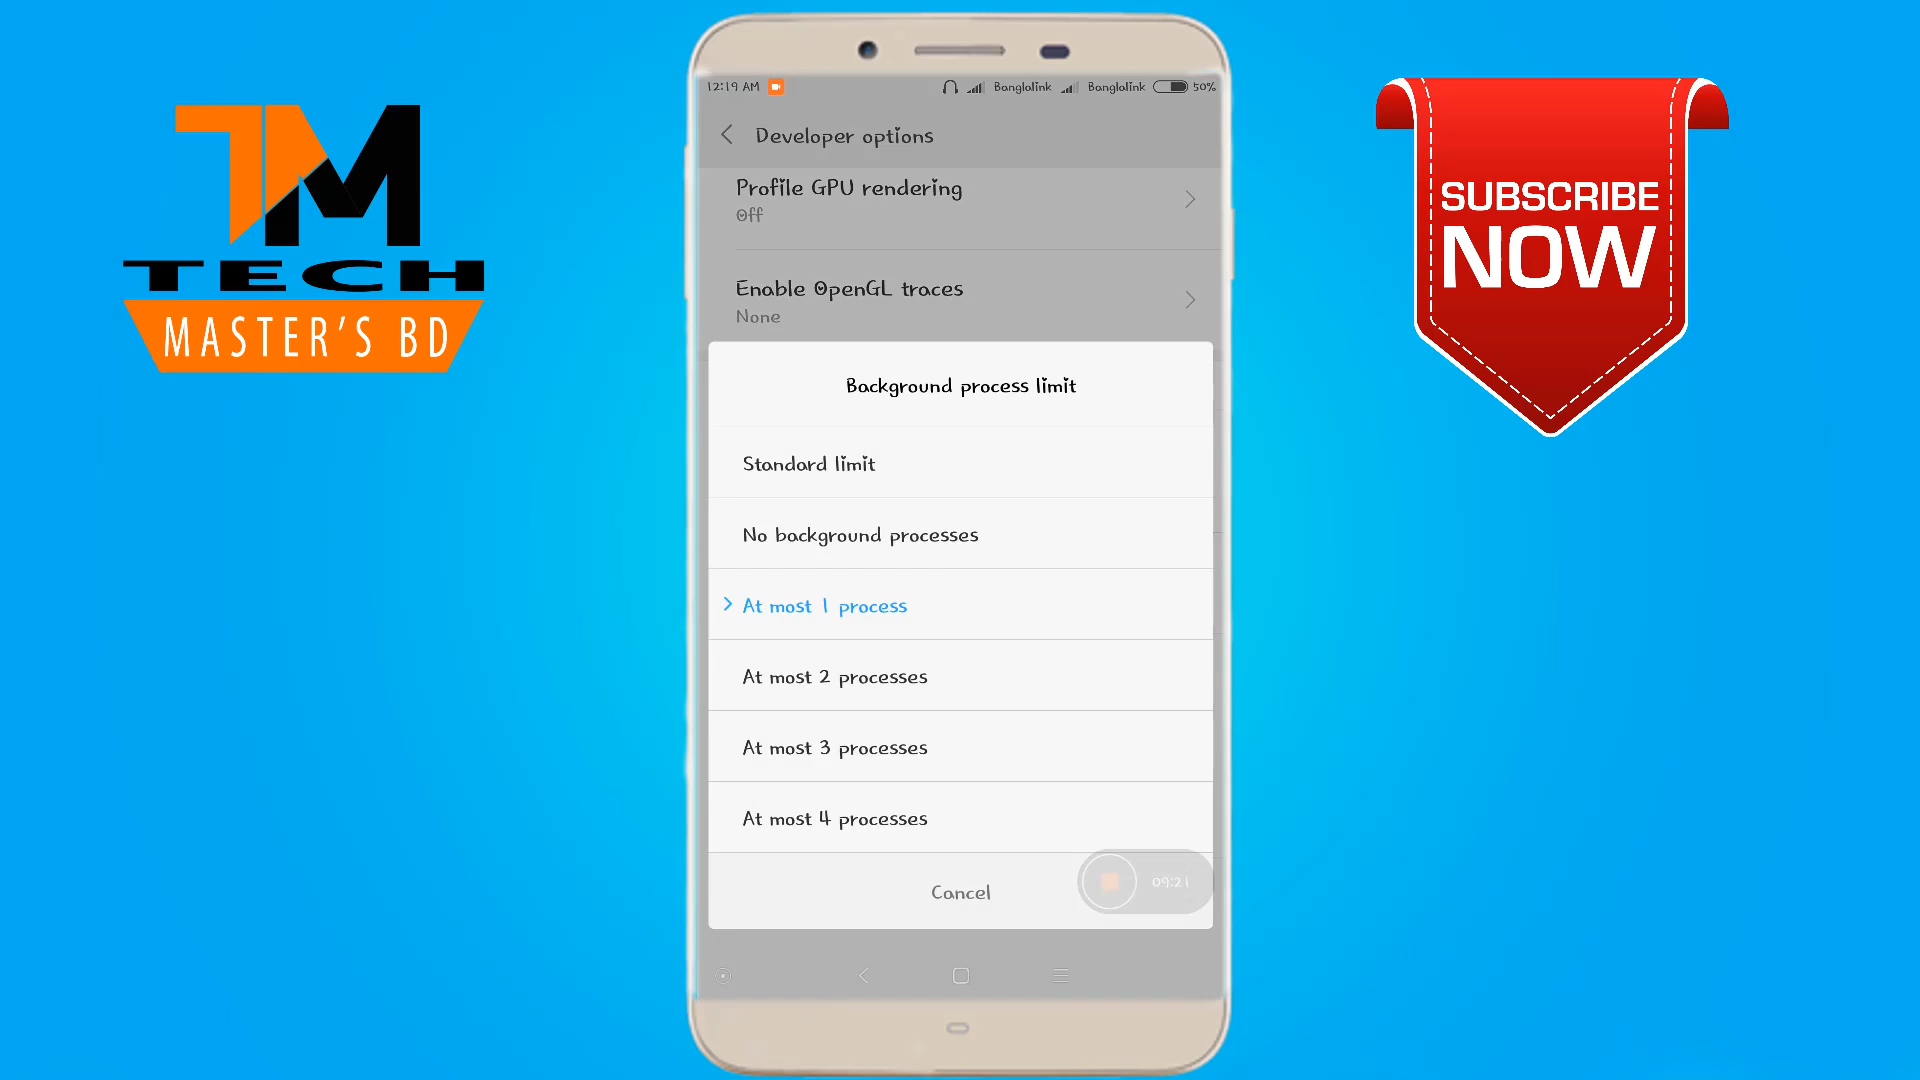 TM
TECH
MASTER'S BD
12:19 AM
Banglalink
Banglalink
50%
Developer options
Profile GPU rendering
Off
Enable OpenGL traces
None
Background process limit
Standard limit
No background processes
At most 1 process
At most 2 processes
At most 3 processes
At most 4 processes
Cancel
09:21
SUBSCRIBE
NOW